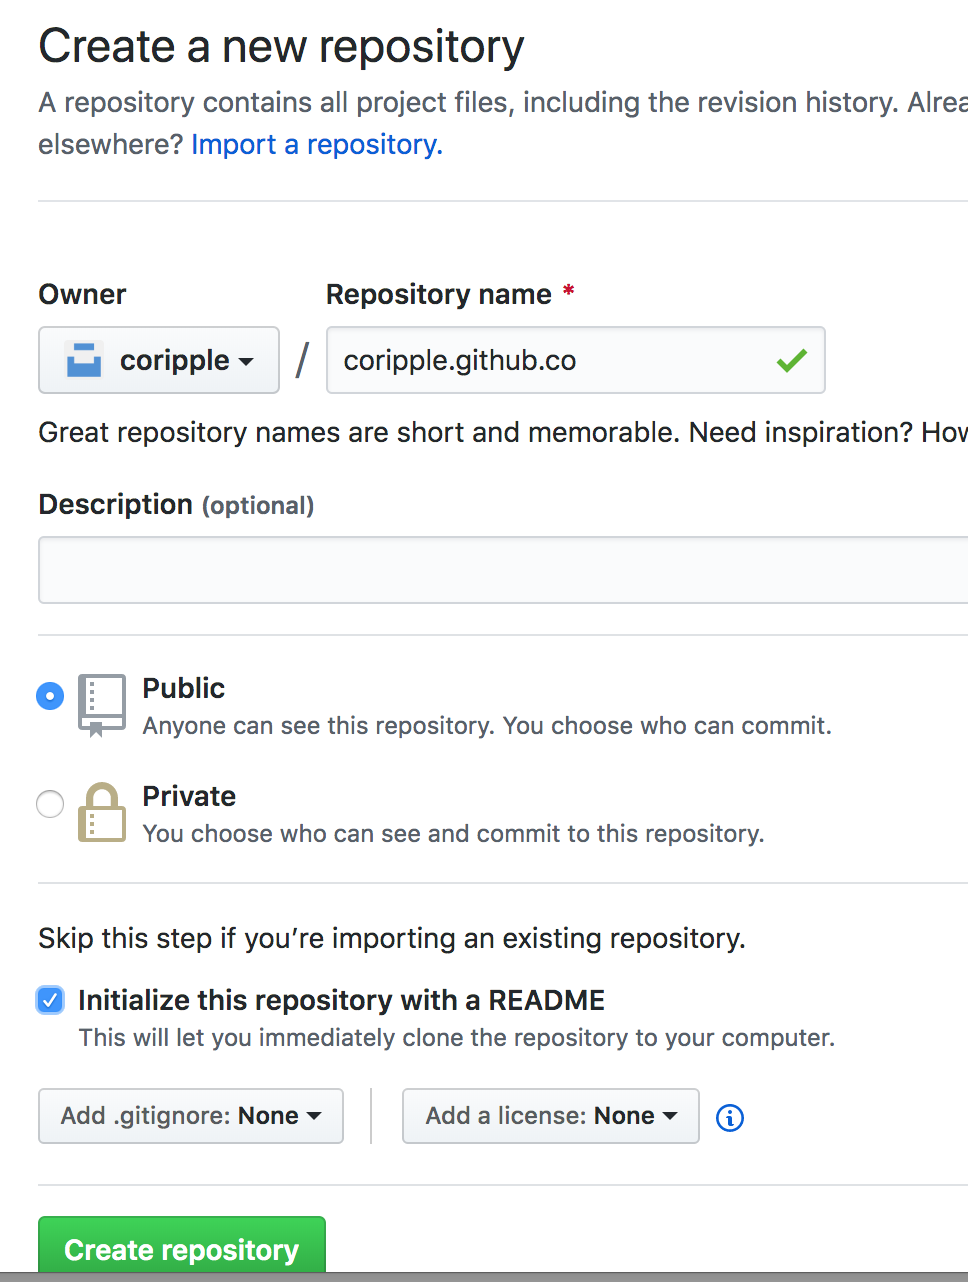 Create a new repository
A repository contains all project files, including the revision history. Alrea
elsewhere? Import a repository.
Owner
Repository name *
coripple
/
coripple.github.co
Great repository names are short and memorable. Need inspiration? How
Description (optional)
Public
Anyone can see this repository. You choose who can commit.
Private
You choose who can see and commit to this repository.
Skip this step if you’re importing an existing repository.
Initialize this repository with a README
This will let you immediately clone the repository to your computer.
Add .gitignore: None
Add a license: None
Create repository